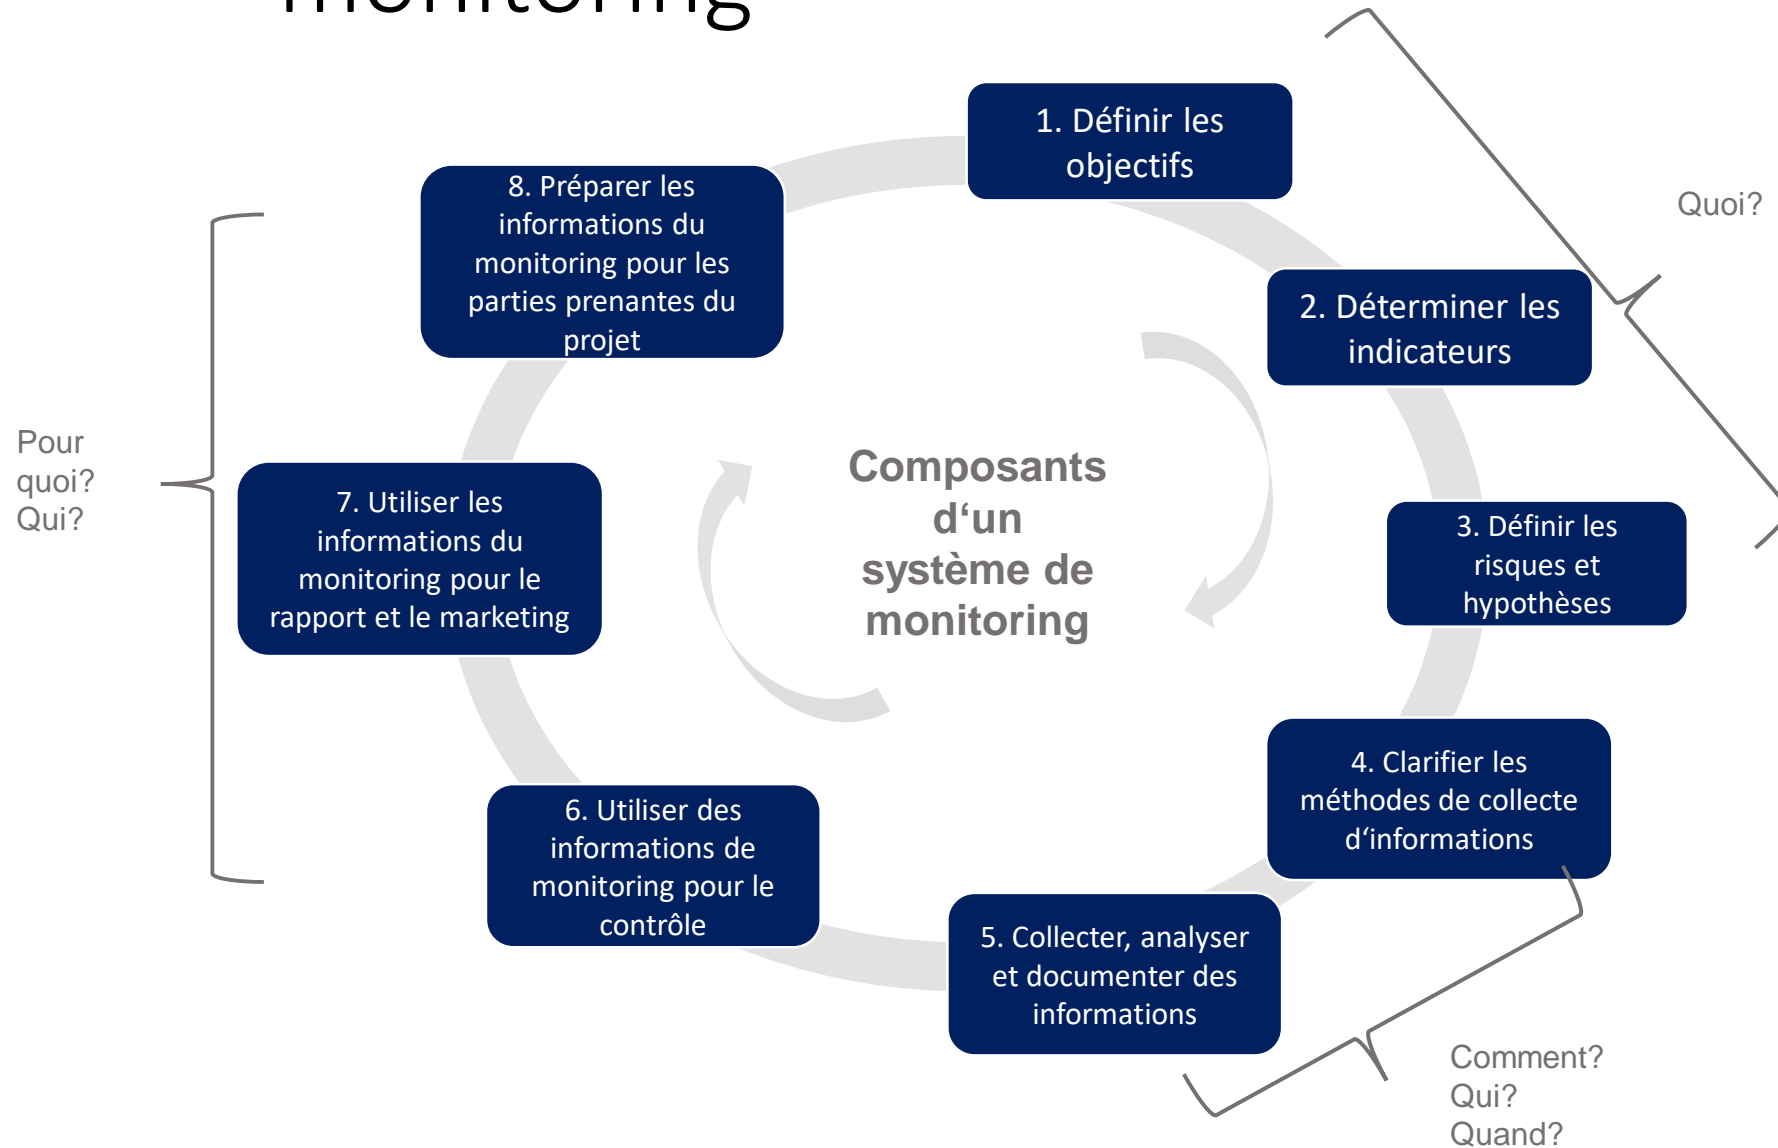 monitoring
1. Définir les
objectifs
Quoi?
2. Déterminer les
indicateurs
3. Définir les
risques et
hypothèses
4. Clarifier les
méthodes de collecte
d‘informations
Comment?
Qui?
Quand?
5. Collecter, analyser
et documenter des
informations
6. Utiliser des
informations de
monitoring pour le
contrôle
7. Utiliser les
informations du
monitoring pour le
rapport et le marketing
8. Préparer les
informations du
monitoring pour les
parties prenantes du
projet
Pour
quoi?
Qui?
Composants
d‘un
système de
monitoring